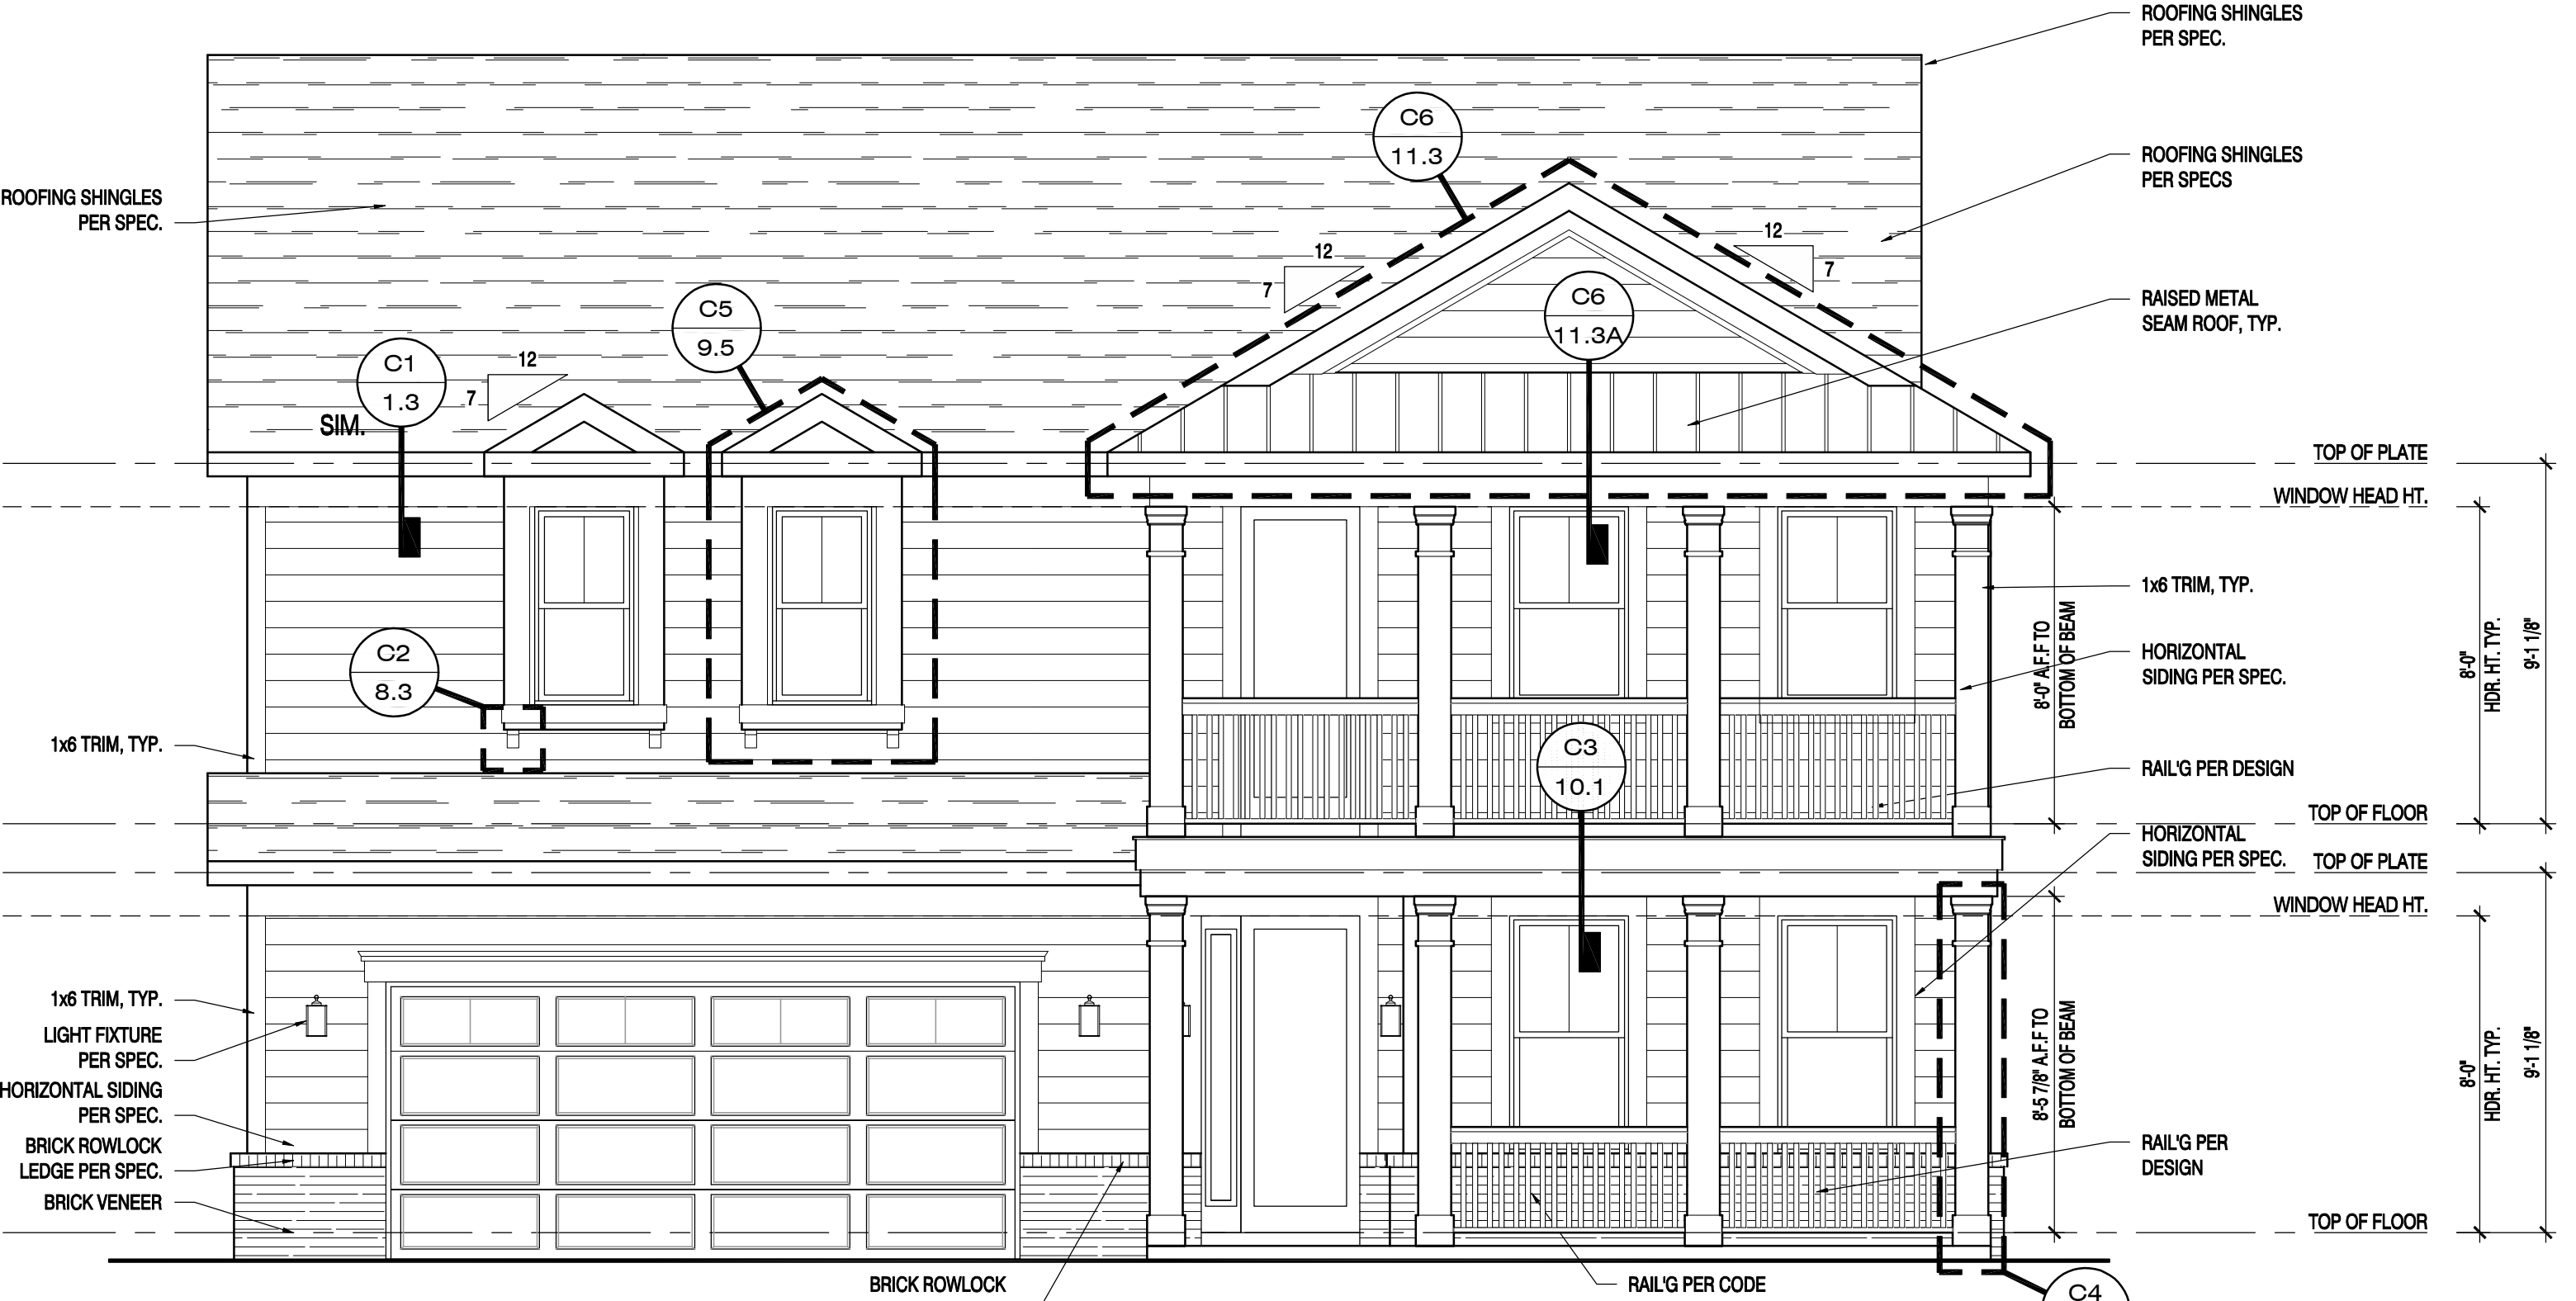 ROOFING SHINGLES
PER SPEC.
C6
11.3
ROOFING SHINGLES
PER SPECS
ROOFING SHINGLES
PER SPEC.
12
7
12
7
C6
11.3A
RAISED METAL
SEAM ROOF, TYP.
C5
9.5
C1
1.3
SIM.
12
7
TOP OF PLATE
WINDOW HEAD HT.
1x6 TRIM, TYP.
8'-0" A.F.F TO
BOTTOM OF BEAM
8'-0"
HDR. HT. TYP.
9'-1 1/8"
C2
8.3
HORIZONTAL
SIDING PER SPEC.
1x6 TRIM, TYP.
C3
10.1
RAIL'G PER DESIGN
TOP OF FLOOR
HORIZONTAL
SIDING PER SPEC.
TOP OF PLATE
WINDOW HEAD HT.
1x6 TRIM, TYP.
LIGHT FIXTURE
PER SPEC.
HORIZONTAL SIDING
PER SPEC.
BRICK ROWLOCK
LEDGE PER SPEC.
BRICK VENEER
8'-5 7/8" A.F.F TO
BOTTOM OF BEAM
8'-0"
HDR. HT. TYP.
9'-1 1/8"
RAIL'G PER
DESIGN
TOP OF FLOOR
BRICK ROWLOCK
RAIL'G PER CODE
C4